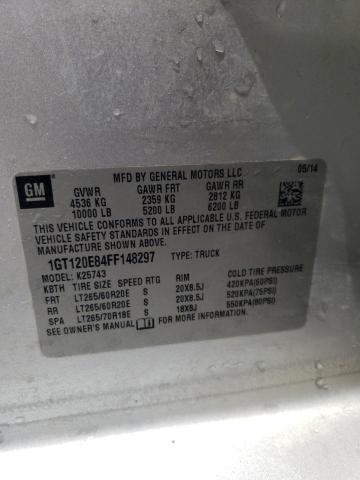 GM
MFD BY GENERAL MOTORS LLC
05/14
GVWR GAWR FRT GAWR RR
4536 KG 2359 KG 2812 KG
10000 LB 5200 LB 6200 LB
THIS VEHICLE CONFORMS TO ALL APPLICABLE U.S. FEDERAL MOTOR
VEHICLE SAFETY STANDARDS IN EFFECT ON THE DATE OF
MANUFACTURE SHOWN ABOVE.
1GT120E84FF148297 TYPE: TRUCK
MODEL: K25743
KBTH TIRE SIZE SPEED RTG RIM COLD TIRE PRESSURE
FRT LT265/60R20E S 20X8.5J 420KPA(60PSI)
RR LT265/60R20E S 20X8.5J 520KPA(75PSI)
SPA LT265/70R18E S 18X8J 550KPA(80PSI)
SEE OWNER'S MANUAL FOR ADDITIONAL INFORMATION